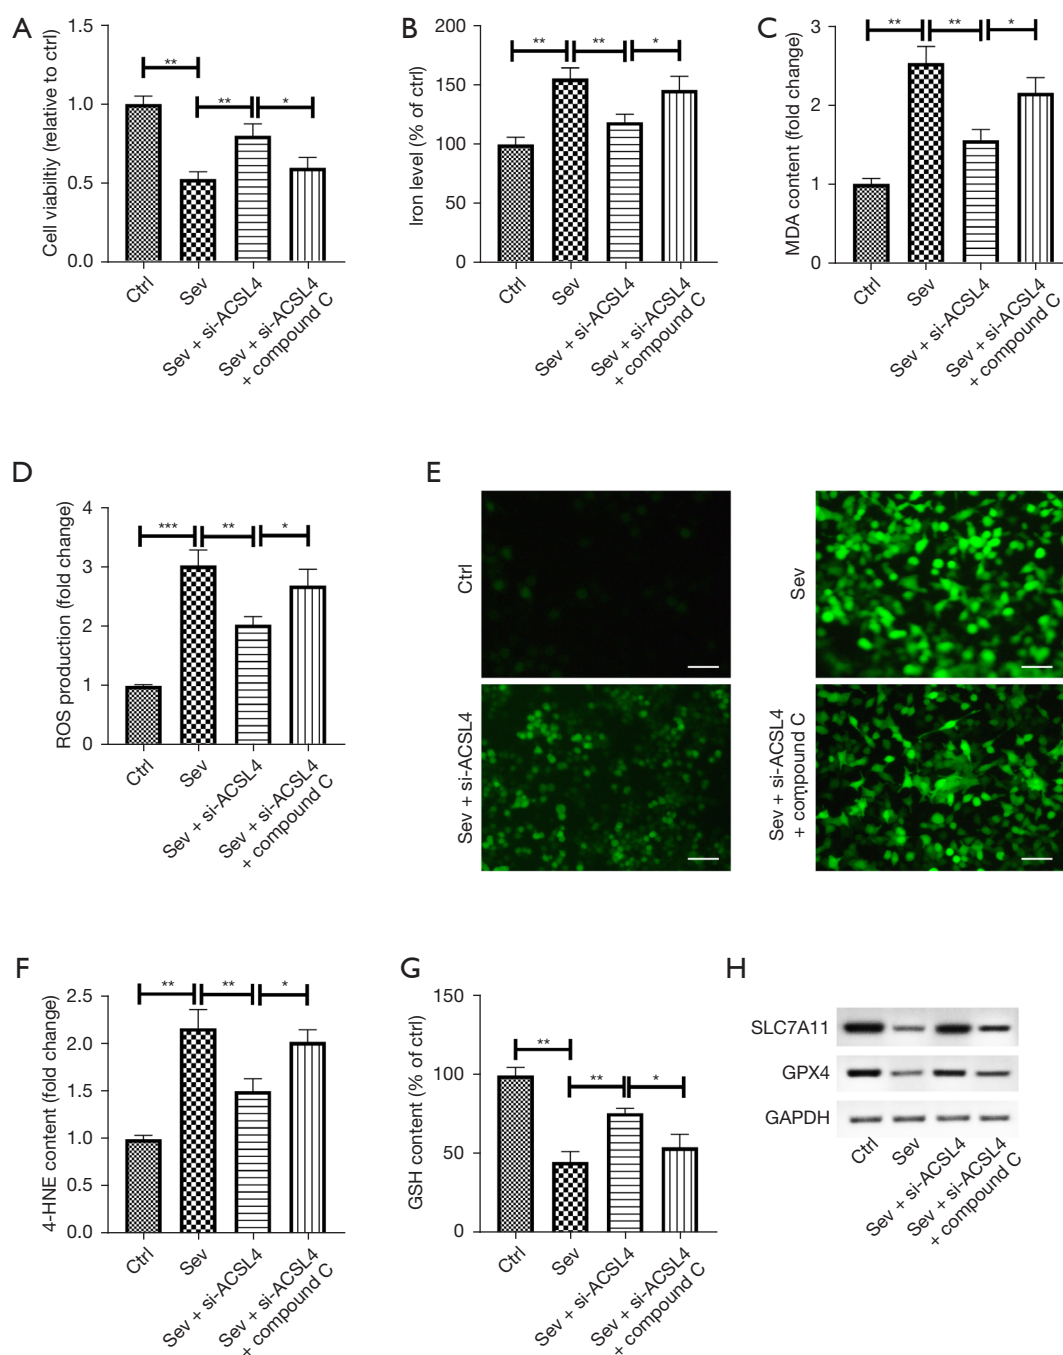 A
Cell viabiltiy (relative to ctrl)
1.5
1.0
0.5
0.0
**
**
*
Ctrl
Sev
Sev + si-ACSL4
Sev + si-ACSL4
+ compound C
B
Iron level (% of ctrl)
200
150
100
50
0
**
**
*
Ctrl
Sev
Sev + si-ACSL4
Sev + si-ACSL4
+ compound C
C
MDA content (fold change)
3
2
1
0
**
**
*
Ctrl
Sev
Sev + si-ACSL4
Sev + si-ACSL4
+ compound C
D
ROS production (fold change)
4
3
2
1
0
***
**
*
Ctrl
Sev
Sev + si-ACSL4
Sev + si-ACSL4
+ compound C
E
Ctrl
Sev
Sev + si-ACSL4
Sev + si-ACSL4
+ compound C
F
4-HNE content (fold change)
2.5
2.0
1.5
1.0
0.5
0.0
**
**
*
Ctrl
Sev
Sev + si-ACSL4
Sev + si-ACSL4
+ compound C
G
GSH content (% of ctrl)
150
100
50
0
**
**
*
Ctrl
Sev
Sev + si-ACSL4
Sev + si-ACSL4
+ compound C
H
SLC7A11
GPX4
GAPDH
Ctrl
Sev
Sev + si-ACSL4
Sev + si-ACSL4
+ compound C